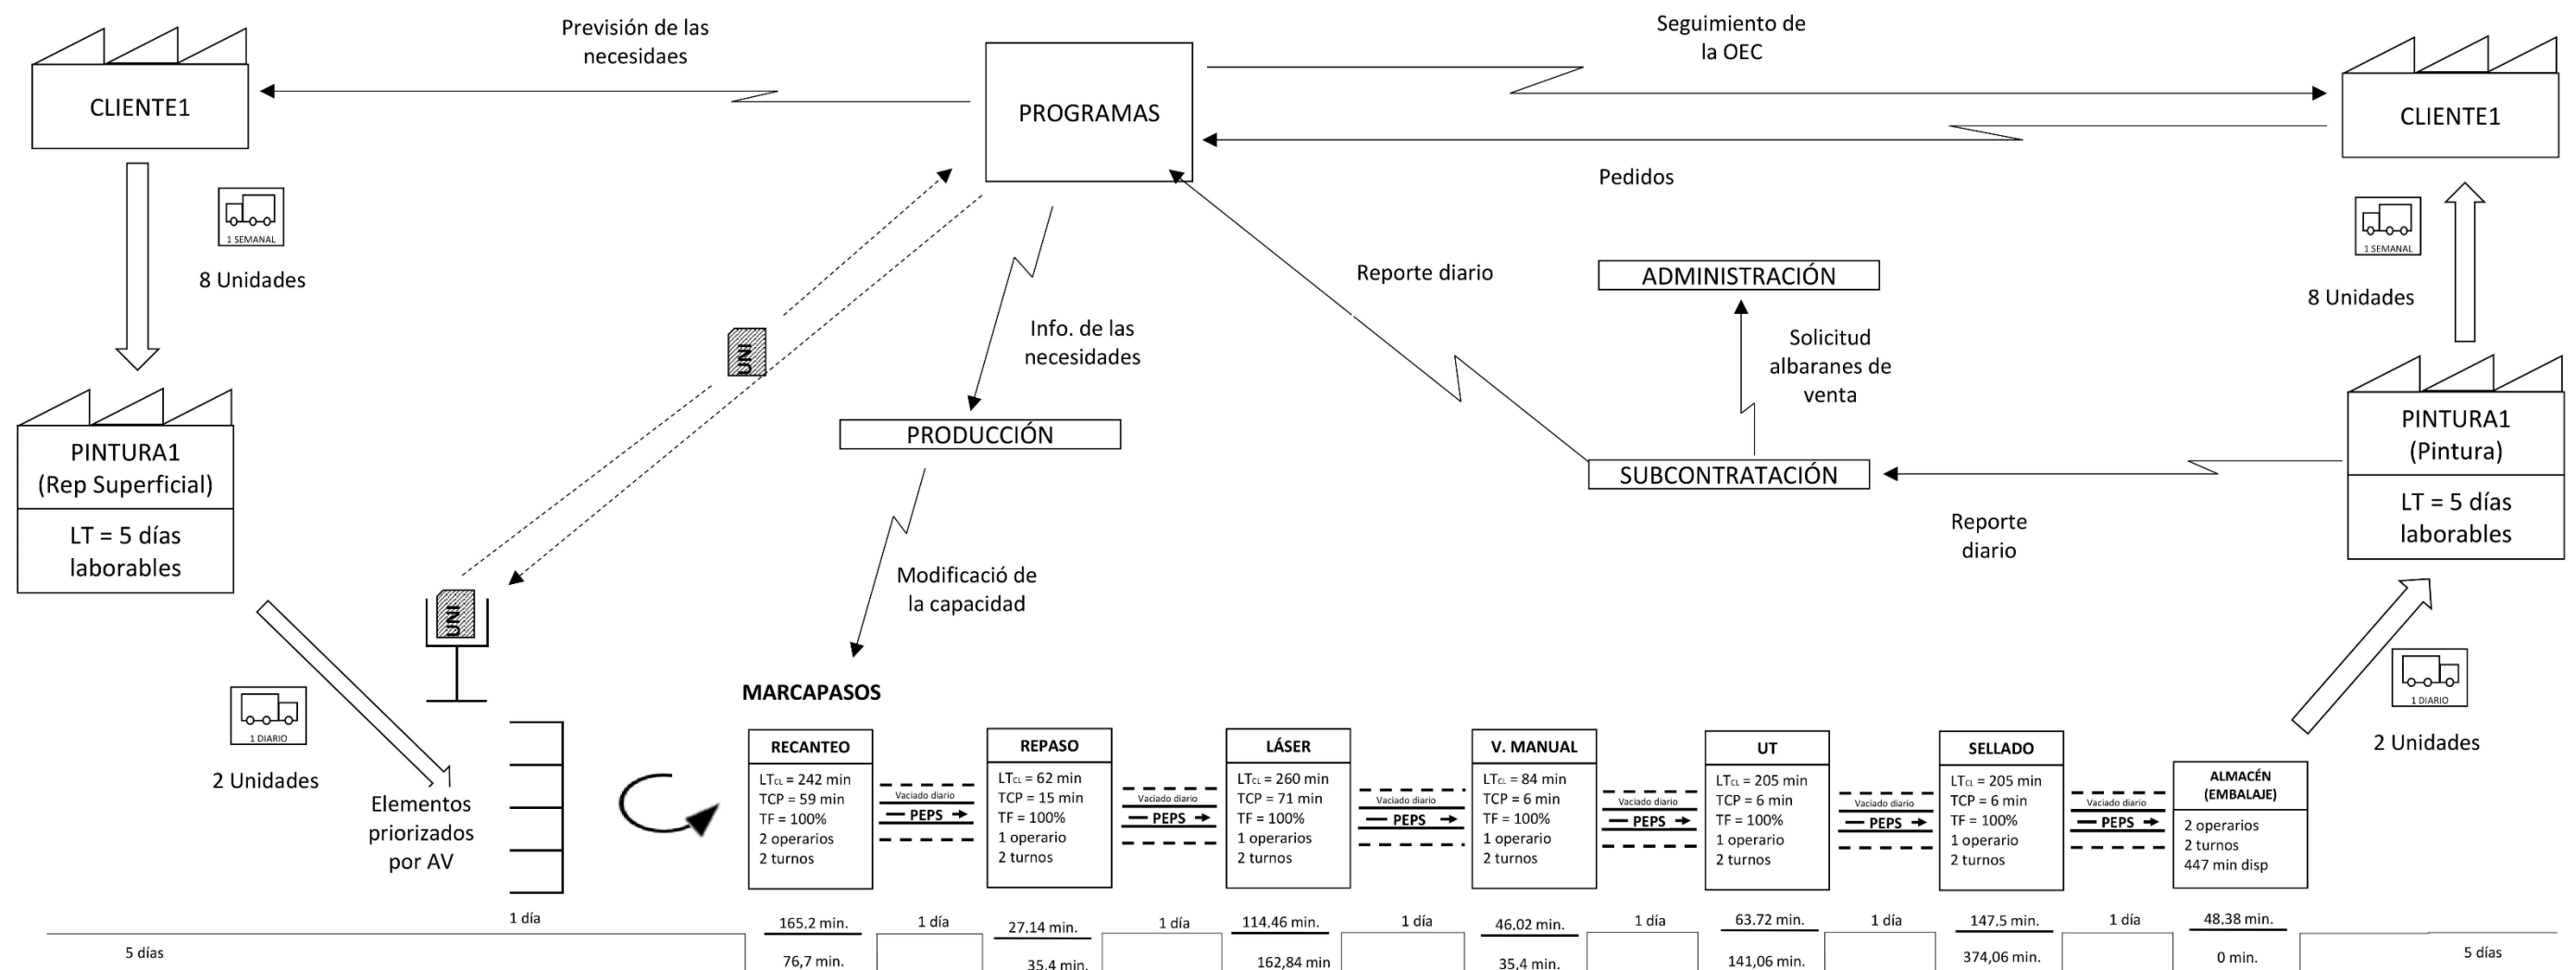 Previsión de las
necesidaes
Seguimiento de
la OEC
CLIENTE1
PROGRAMAS
CLIENTE1
Pedidos
1 SEMANAL
8 Unidades
1 SEMANAL
8 Unidades
Reporte diario
ADMINISTRACIÓN
Solicitud
albaranes de
venta
UNI
Info. de las
necesidades
PRODUCCIÓN
SUBCONTRATACIÓN
PINTURA1
(Rep Superficial)
LT = 5 días
laborables
PINTURA1
(Pintura)
LT = 5 días
laborables
Reporte
diario
UNI
Modificació de
la capacidad
1 DIARIO
2 Unidades
1 DIARIO
2 Unidades
Elementos
priorizados
por AV
MARCAPASOS
RECANTEO
LTCL = 242 min
TCP = 59 min
TF = 100%
2 operarios
2 turnos
Vaciado diario
PEPS
REPASO
LTCL = 62 min
TCP = 15 min
TF = 100%
1 operario
2 turnos
Vaciado diario
PEPS
LÁSER
LTCL = 260 min
TCP = 71 min
TF = 100%
1 operarios
2 turnos
Vaciado diario
PEPS
V. MANUAL
LTCL = 84 min
TCP = 6 min
TF = 100%
1 operario
2 turnos
Vaciado diario
PEPS
UT
LTCL = 205 min
TCP = 6 min
TF = 100%
1 operario
2 turnos
Vaciado diario
PEPS
SELLADO
LTCL = 205 min
TCP = 6 min
TF = 100%
1 operario
2 turnos
Vaciado diario
PEPS
ALMACÉN
(EMBALAJE)
2 operarios
2 turnos
447 min disp
1 día
165,2 min.
1 día
27,14 min.
1 día
114,46 min.
1 día
46,02 min.
1 día
63,72 min.
1 día
147,5 min.
1 día
48,38 min.
5 días
76,7 min.
35,4 min.
162,84 min
35,4 min.
141,06 min.
374,06 min.
0 min.
5 días